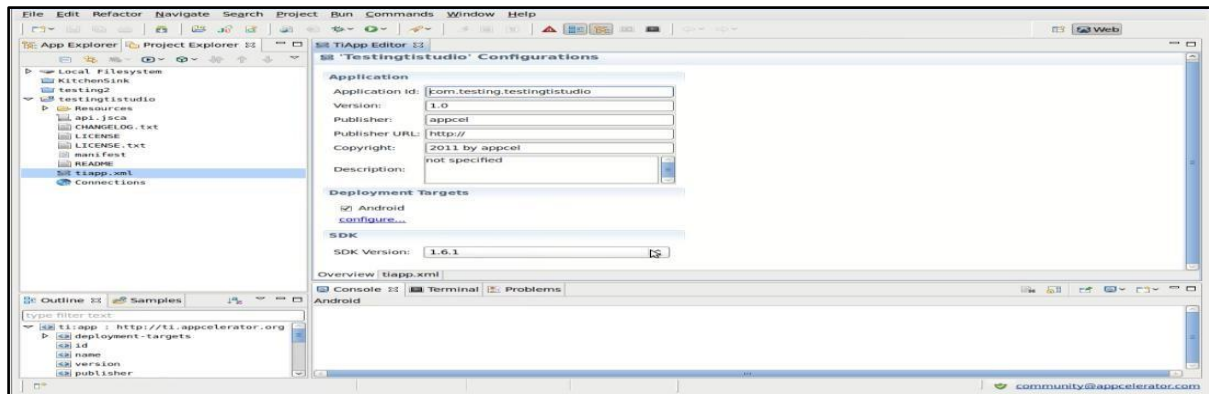 File Edit Refactor Navigate Search Project Run Commands Window Help
Web
App Explorer Project Explorer
TiApp Editor
'Testingtistudio' Configurations
Local Filesystem
KitchenSink
testing2
testingtistudio
Resources
api.jsca
CHANGELOG.txt
LICENSE
LICENSE.txt
manifest
README
tiapp.xml
Connections
Application
Application Id: com.testing.testingtistudio
Version: 1.0
Publisher: appcel
Publisher URL: http://
Copyright: 2011 by appcel
Description: not specified
Deployment Targets
Android
configure...
SDK
SDK Version: 1.6.1
Overview tiapp.xml
Outline Samples
type filter text
ti:app : http://ti.appcelerator.org
deployment-targets
id
name
version
publisher
Console Terminal Problems
Android
community@appcelerator.com